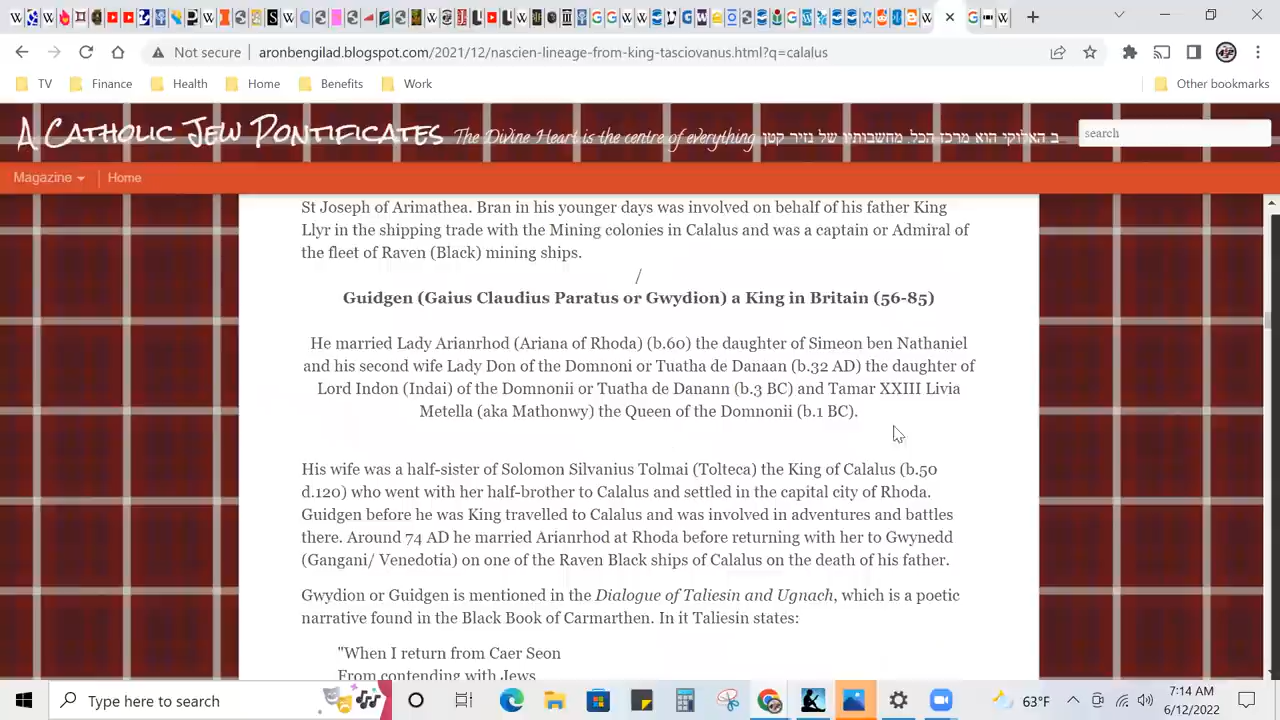 Not secure
aronbengilad.blogspot.com/2021/12/nascien-lineage-from-king-tasciovanus.html?q=calalus
TV
Finance
Health
Home
Benefits
Work
Other bookmarks
A Catholic Jew Pontificates
The Divine Heart is the centre of everything ב האלוקי הוא מרכז הכל. מחשבותיו של נזיר קטן
search
Magazine
Home
St Joseph of Arimathea. Bran in his younger days was involved on behalf of his father King
Llyr in the shipping trade with the Mining colonies in Calalus and was a captain or Admiral of
the fleet of Raven (Black) mining ships.
/
Guidgen (Gaius Claudius Paratus or Gwydion) a King in Britain (56-85)
He married Lady Arianrhod (Ariana of Rhoda) (b.60) the daughter of Simeon ben Nathaniel
and his second wife Lady Don of the Domnoni or Tuatha de Danaan (b.32 AD) the daughter of
Lord Indon (Indai) of the Domnonii or Tuatha de Danann (b.3 BC) and Tamar XXIII Livia
Metella (aka Mathonwy) the Queen of the Domnonii (b.1 BC).
His wife was a half-sister of Solomon Silvanius Tolmai (Tolteca) the King of Calalus (b.50
d.120) who went with her half-brother to Calalus and settled in the capital city of Rhoda.
Guidgen before he was King travelled to Calalus and was involved in adventures and battles
there. Around 74 AD he married Arianrhod at Rhoda before returning with her to Gwynedd
(Gangani/ Venedotia) on one of the Raven Black ships of Calalus on the death of his father.
Gwydion or Guidgen is mentioned in the Dialogue of Taliesin and Ugnach, which is a poetic
narrative found in the Black Book of Carmarthen. In it Taliesin states:
"When I return from Caer Seon
From contending with Jews
Type here to search
63°F
7:14 AM
6/12/2022